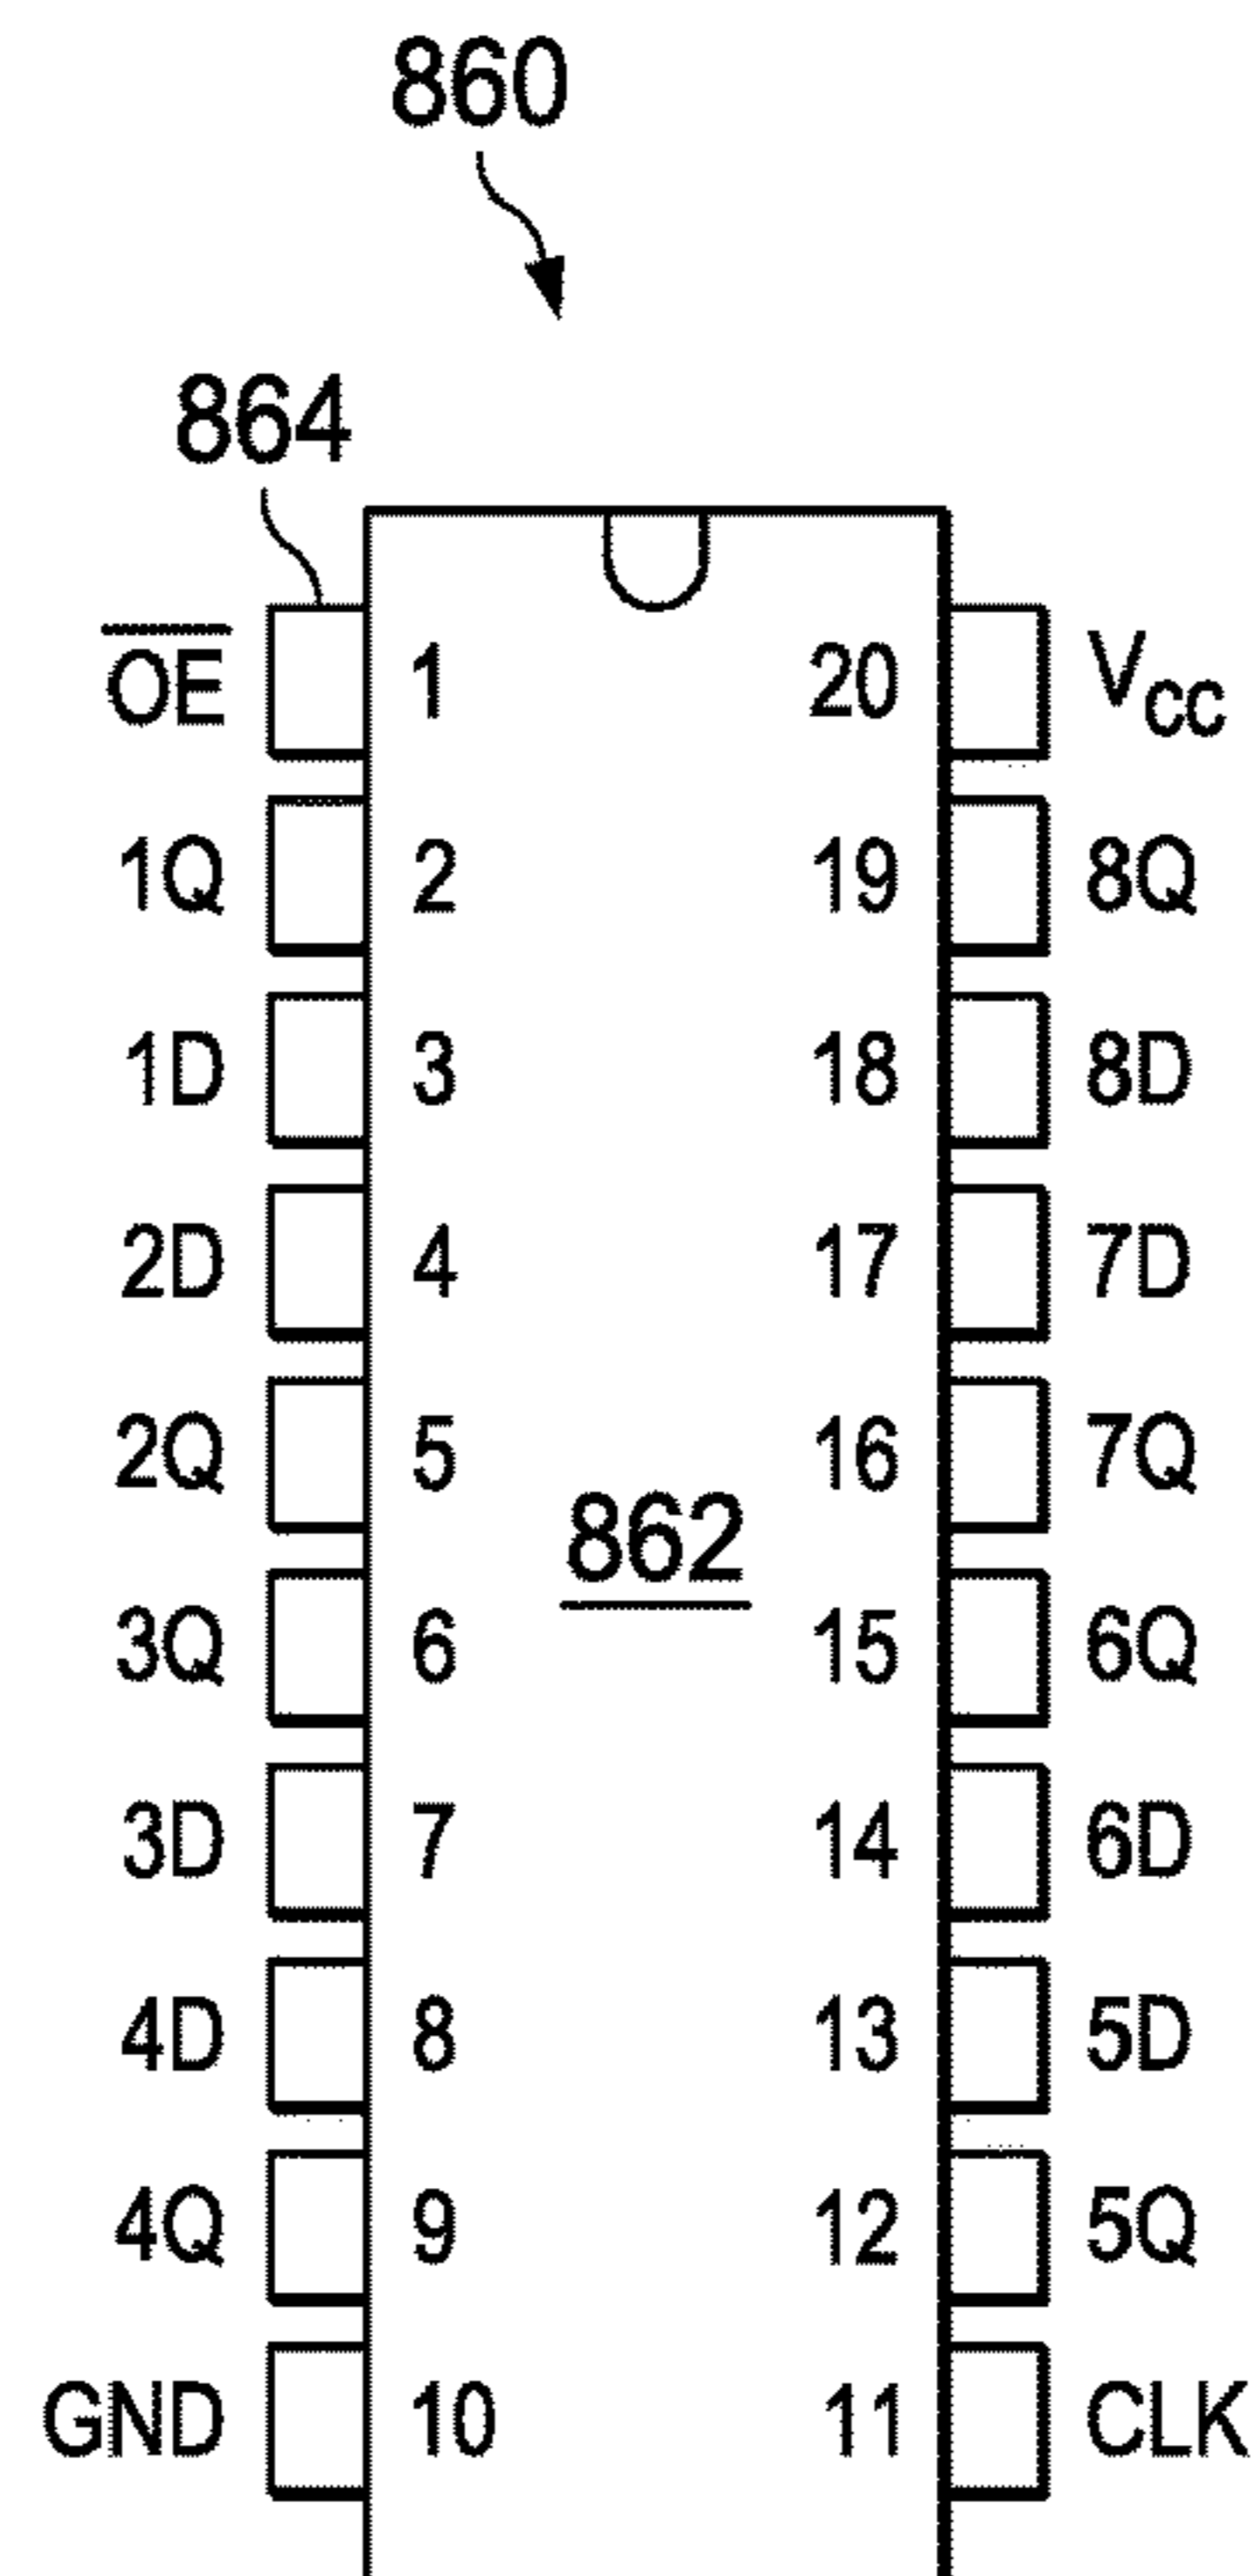 860
864
O̅E̅ 1 20 VCC
1Q 2 19 8Q
1D 3 18 8D
2D 4 17 7D
2Q 5 16 7Q
862
3Q 6 15 6Q
3D 7 14 6D
4D 8 13 5D
4Q 9 12 5Q
GND 10 11 CLK